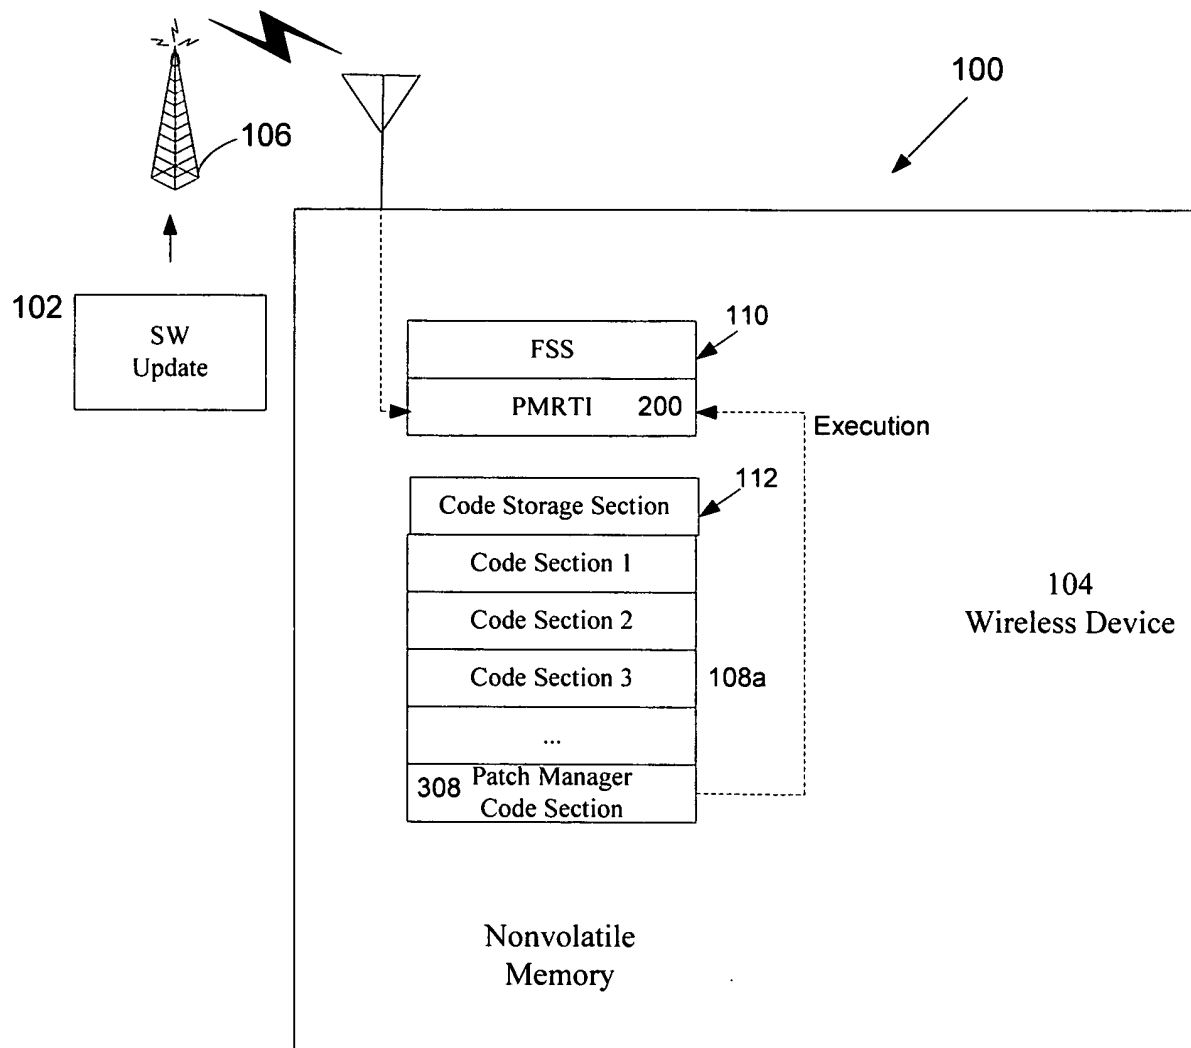 100
106
102
SW
Update
110
FSS
PMRTI 200
Execution
112
Code Storage Section
Code Section 1
Code Section 2
Code Section 3
108a
...
308 Patch Manager
Code Section
104
Wireless Device
Nonvolatile
Memory